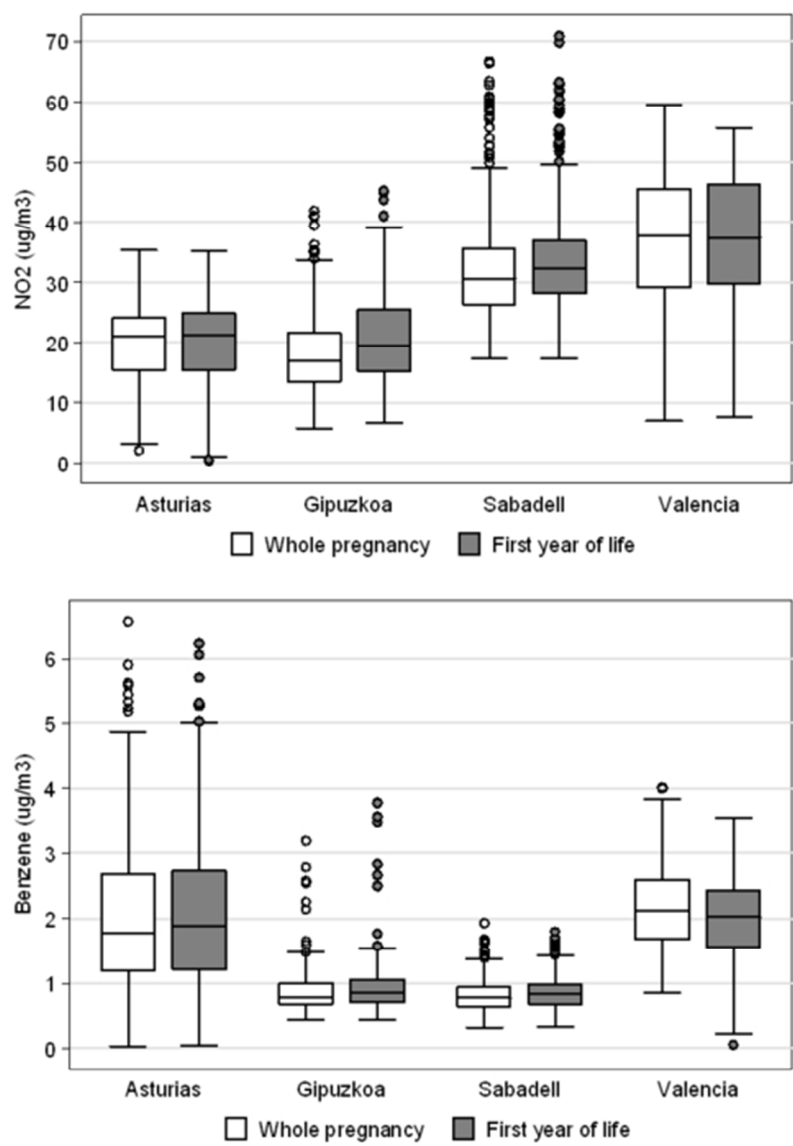 NO2 (ug/m3)
70
60
50
40
30
20
10
0
Asturias Gipuzkoa Sabadell Valencia
Whole pregnancy First year of life
Benzene (ug/m3)
6
5
4
3
2
1
0
Asturias Gipuzkoa Sabadell Valencia
Whole pregnancy First year of life